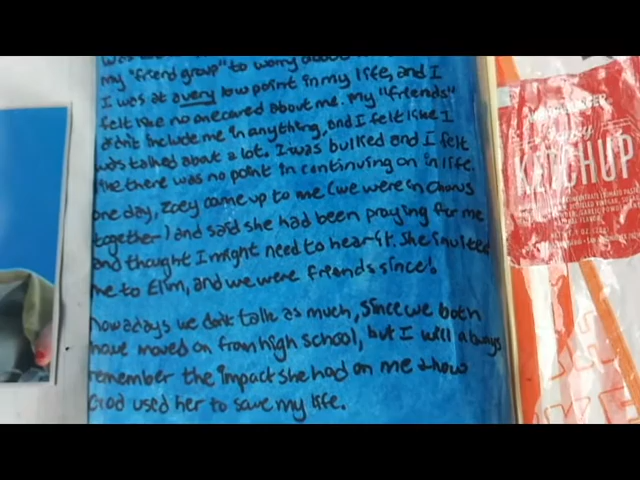 my "friend group" to worry about
I was at a very low point in my life, and I
felt like no one cared about me. My "friends"
didn't include me in anything, and I felt like I
was talked about a lot. I was bullied and I felt
like there was no point in continuing on in life.
One day, Zoey came up to me (we were in chorus
together) and said she had been praying for me
and thought I might need to hear it. She invited
me to Elim, and we were friends since!
nowadays we don't talk as much, since we both
have moved on from high school, but I will always
remember the impact she had on me & how
God used her to save my life.
WHATABURGER
KETCHUP